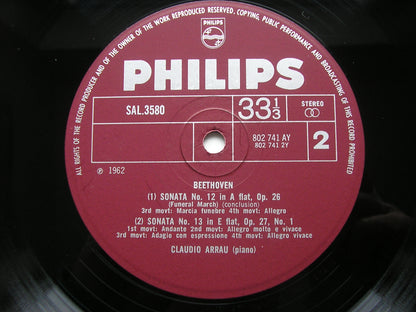 ALL RIGHTS OF THE RECORD PRODUCER AND OF THE OWNER OF THE WORK REPRODUCED RESERVED. COPYING, PUBLIC PERFORMANCE AND BROADCASTING OF THIS RECORD PROHIBITED
PHILIPS
PHILIPS
SAL.3580
33 1/3
STEREO
802 741 AY
802 741 2Y
2
℗ 1962
BEETHOVEN
(1) SONATA No. 12 in A flat, Op. 26
(Funeral March) (conclusion)
3rd movt: Marcia funebre 4th movt: Allegro
(2) SONATA No. 13 in E flat, Op. 27, No. 1
1st movt: Andante 2nd movt: Allegro molto e vivace
3rd movt: Adagio con espressione 4th movt: Allegro vivace
CLAUDIO ARRAU (piano)